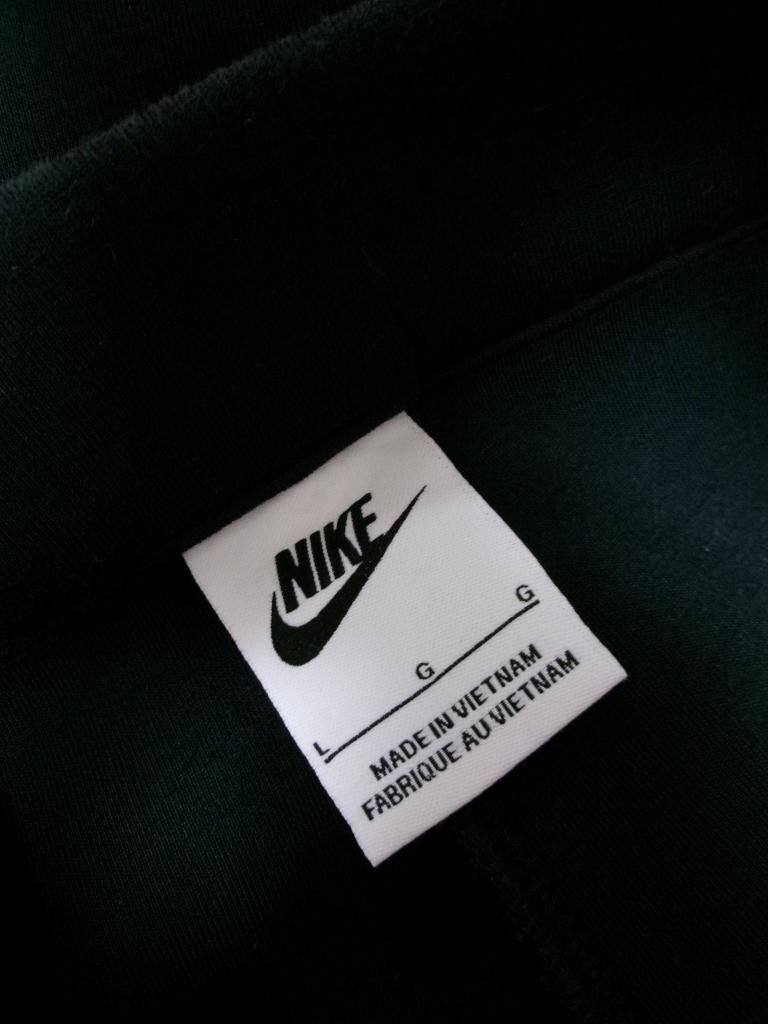 NIKE
L G G
MADE IN VIETNAM
FABRIQUE AU VIETNAM